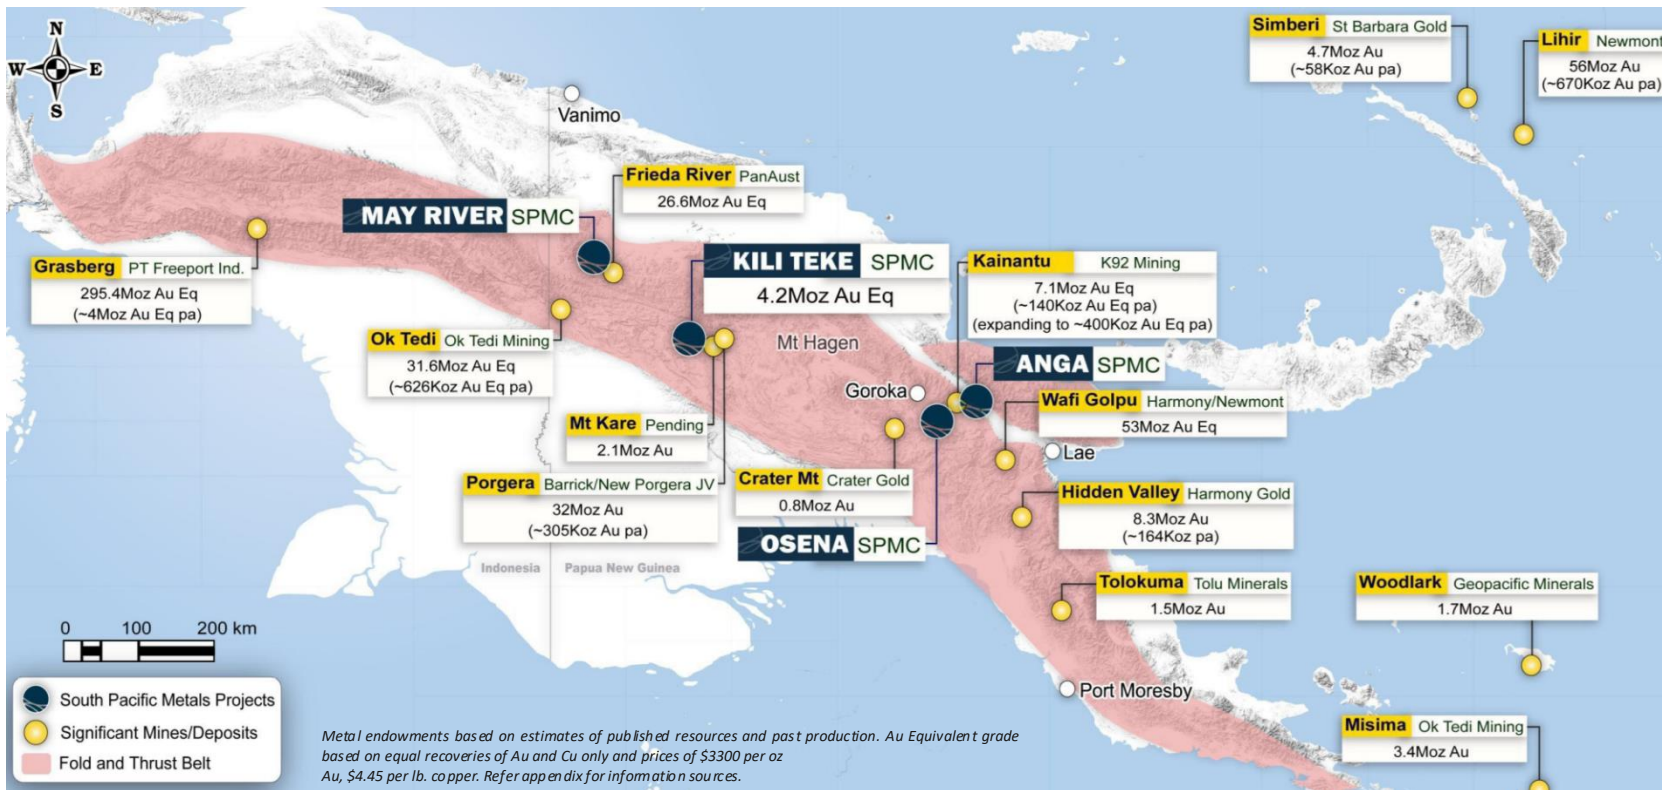 N
W E
S
Vanimo
Simberi St Barbara Gold
4.7Moz Au
(~58Koz Au pa)
Lihir Newmont
56Moz Au
(~670Koz Au pa)
Frieda River PanAust
26.6Moz Au Eq
MAY RIVER SPMC
Grasberg PT Freeport Ind.
295.4Moz Au Eq
(~4Moz Au Eq pa)
KILI TEKE SPMC
4.2Moz Au Eq
Kainantu K92 Mining
7.1Moz Au Eq
(~140Koz Au Eq pa)
(expanding to ~400Koz Au Eq pa)
Ok Tedi Ok Tedi Mining
31.6Moz Au Eq
(~626Koz Au Eq pa)
Mt Hagen
ANGA SPMC
Goroka
Wafi Golpu Harmony/Newmont
53Moz Au Eq
Mt Kare Pending
2.1Moz Au
Lae
Porgera Barrick/New Porgera JV
32Moz Au
(~305Koz Au pa)
Crater Mt Crater Gold
0.8Moz Au
Hidden Valley Harmony Gold
8.3Moz Au
(~164Koz pa)
OSENA SPMC
Indonesia Papua New Guinea
Tolokuma Tolu Minerals
1.5Moz Au
Woodlark Geopacific Minerals
1.7Moz Au
0 100 200 km
Port Moresby
South Pacific Metals Projects
Significant Mines/Deposits
Fold and Thrust Belt
Misima Ok Tedi Mining
3.4Moz Au
Metal endowments based on estimates of published resources and past production. Au Equivalent grade
based on equal recoveries of Au and Cu only and prices of $3300 per oz
Au, $4.45 per lb. copper. Refer appendix for information sources.